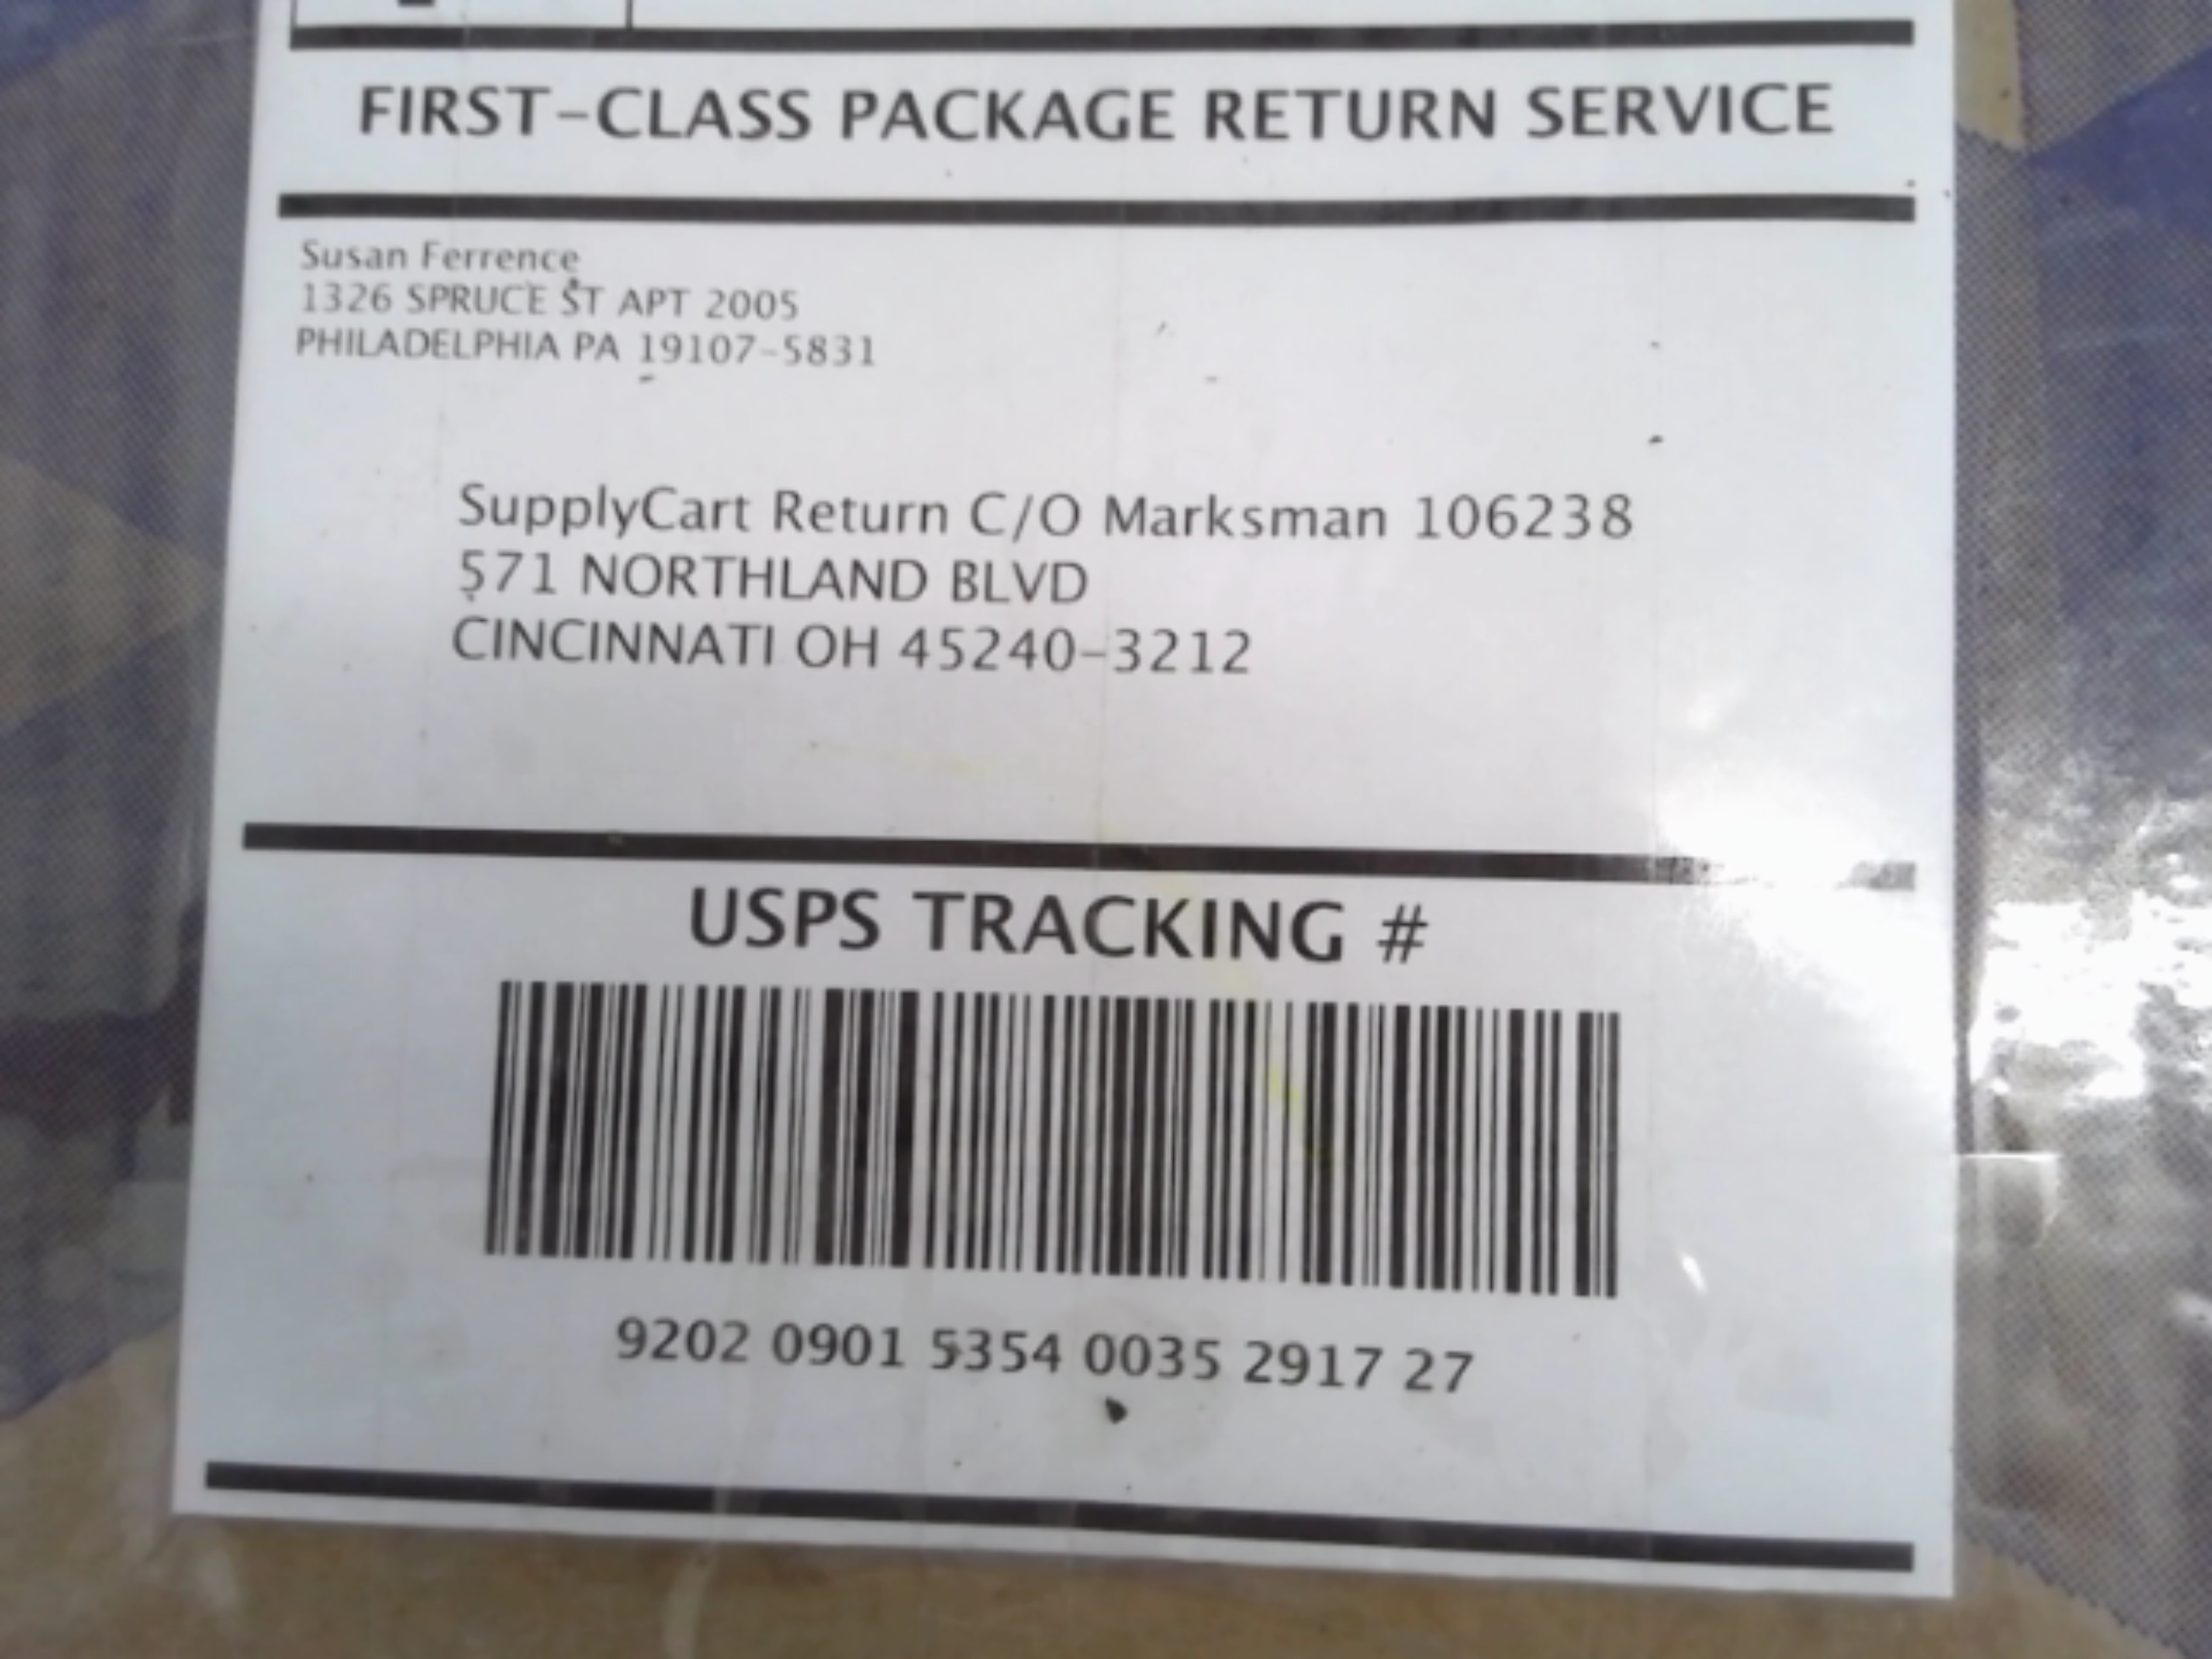 FIRST-CLASS PACKAGE RETURN SERVICE
Susan Ferrence
1326 SPRUCE ST APT 2005
PHILADELPHIA PA 19107-5831
SupplyCart Return C/O Marksman 106238
571 NORTHLAND BLVD
CINCINNATI OH 45240-3212
USPS TRACKING #
9202 0901 5354 0035 2917 27